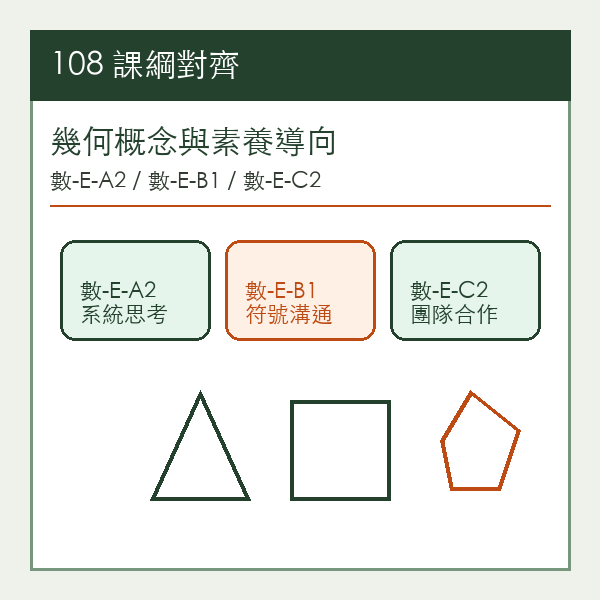 108 課綱對齊
幾何概念與素養導向
數-E-A2 / 數-E-B1 / 數-E-C2
數-E-A2
系統思考
數-E-B1
符號溝通
數-E-C2
團隊合作